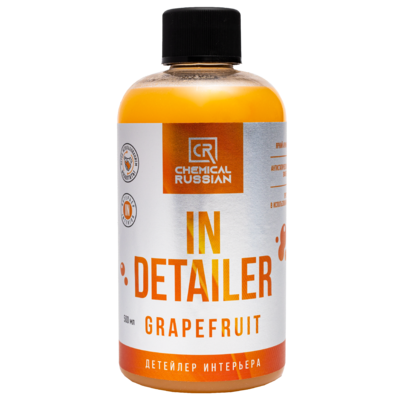 CR
CHEMICAL
RUSSIAN
IN
DETAILER
GRAPEFRUIT
500 мл
ДЕТЕЙЛЕР ИНТЕРЬЕРА